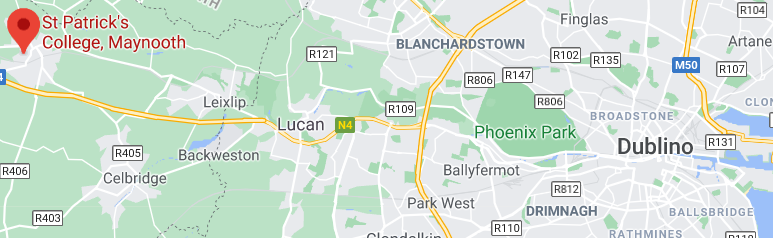 St Patrick's
College, Maynooth
Finglas
R104
BLANCHARDSTOWN
Artane
R121
R102
R135
M50
R107
R147
R806
Leixlip
R806
R109
BROADSTONE
Lucan
N4
Phoenix Park
R131
Dublino
R405
Backweston
R406
Celbridge
Ballyfermot
R812
Park West
DRIMNAGH
BALLSBRIDGE
R403
R110
RATHMINES